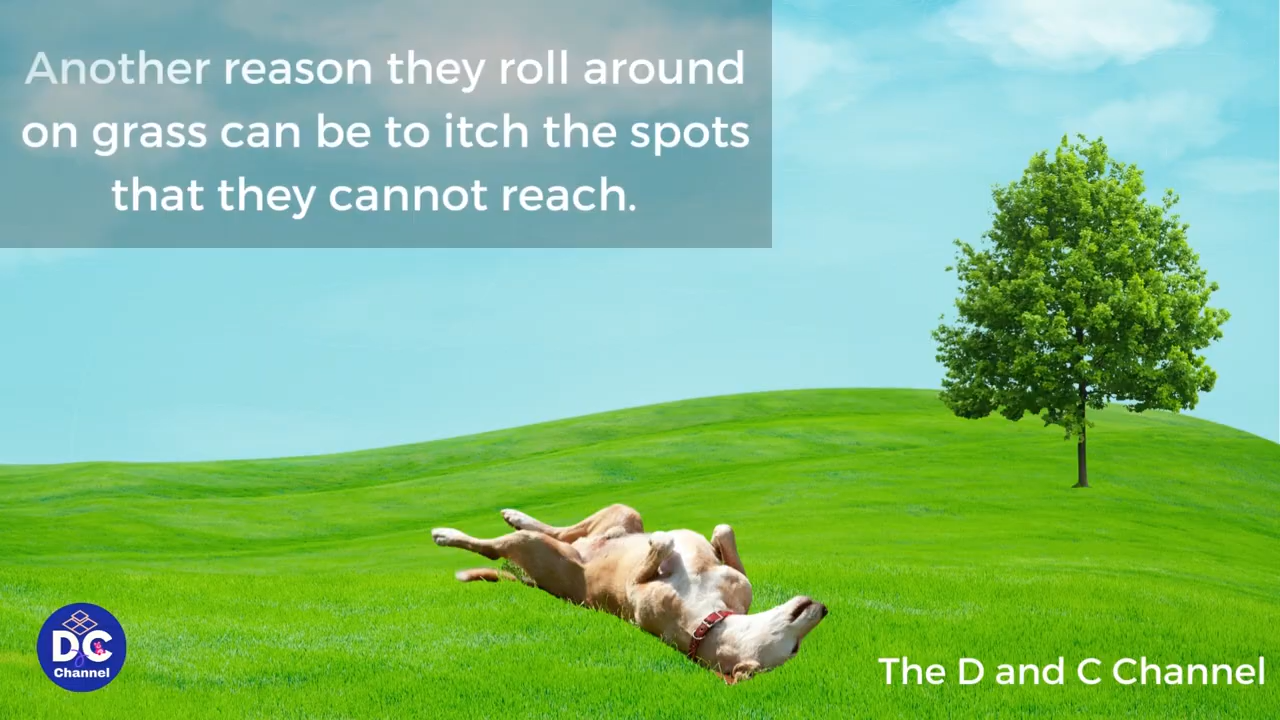 Another reason they roll around
on grass can be to itch the spots
that they cannot reach.
DC
Channel
The D and C Channel